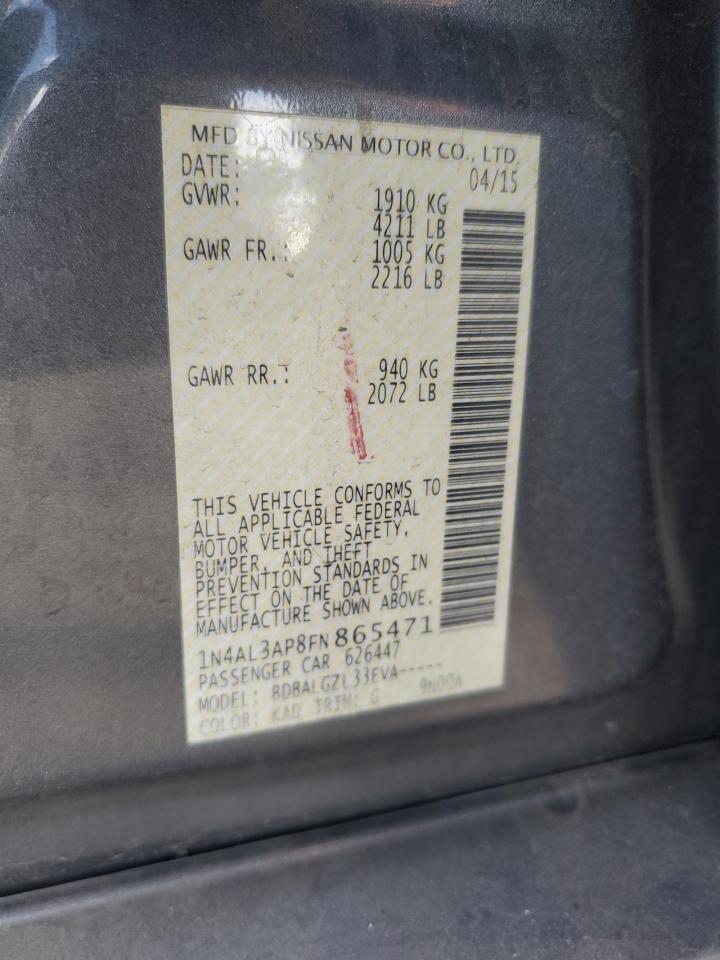 MFD BY NISSAN MOTOR CO., LTD.
DATE: 04/15
GVWR: 1910 KG
4211 LB
GAWR FR.: 1005 KG
2216 LB
GAWR RR.: 940 KG
2072 LB
THIS VEHICLE CONFORMS TO
ALL APPLICABLE FEDERAL
MOTOR VEHICLE SAFETY,
BUMPER, AND THEFT
PREVENTION STANDARDS IN
EFFECT ON THE DATE OF
MANUFACTURE SHOWN ABOVE.
1N4AL3AP8FN865471
PASSENGER CAR 626447
MODEL: BDBALGZL33EVA-----
COLOR: KAD TRIM: G 9N00A